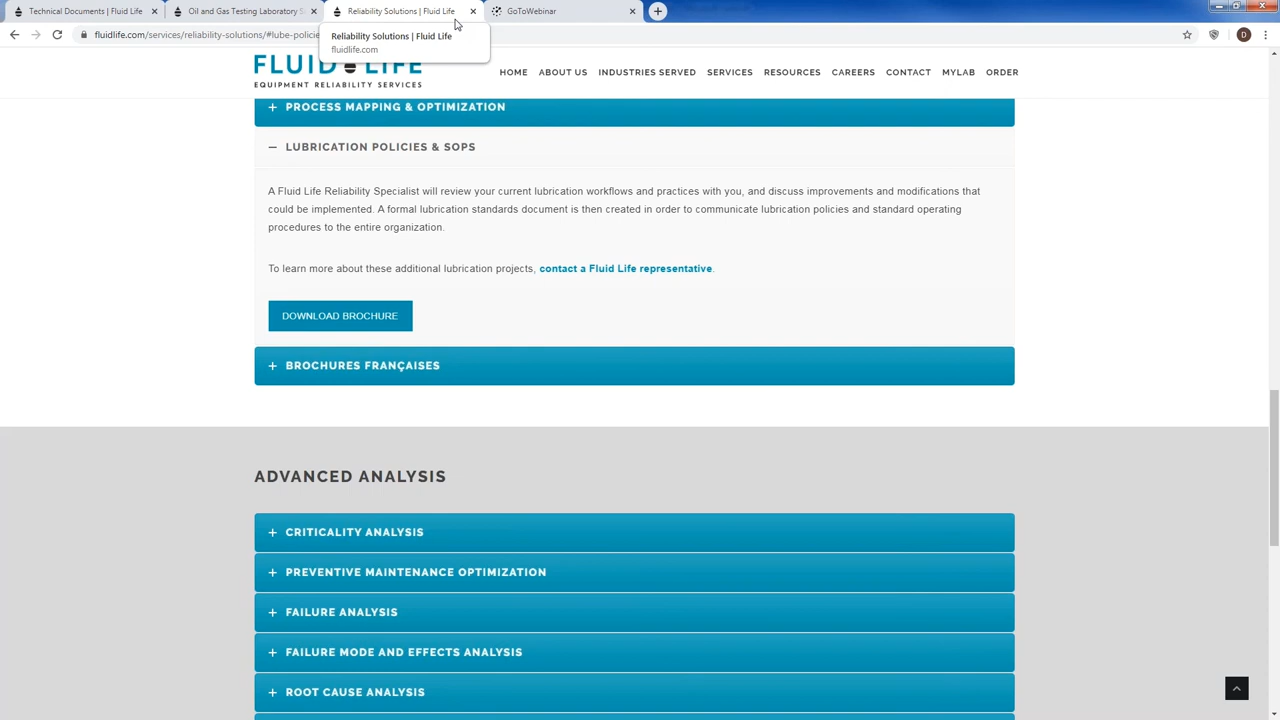 Technical Documents | Fluid Life
Oil and Gas Testing Laboratory S
Reliability Solutions | Fluid Life
GoToWebinar
fluidlife.com/services/reliability-solutions/#lube-policie
D
Reliability Solutions | Fluid Life
fluidlife.com
FLUID LIFE
EQUIPMENT RELIABILITY SERVICES
HOME ABOUT US INDUSTRIES SERVED SERVICES RESOURCES CAREERS CONTACT MYLAB ORDER
+ PROCESS MAPPING & OPTIMIZATION
− LUBRICATION POLICIES & SOPS
A Fluid Life Reliability Specialist will review your current lubrication workflows and practices with you, and discuss improvements and modifications that
could be implemented. A formal lubrication standards document is then created in order to communicate lubrication policies and standard operating
procedures to the entire organization.
To learn more about these additional lubrication projects, contact a Fluid Life representative.
DOWNLOAD BROCHURE
+ BROCHURES FRANÇAISES
ADVANCED ANALYSIS
+ CRITICALITY ANALYSIS
+ PREVENTIVE MAINTENANCE OPTIMIZATION
+ FAILURE ANALYSIS
+ FAILURE MODE AND EFFECTS ANALYSIS
+ ROOT CAUSE ANALYSIS